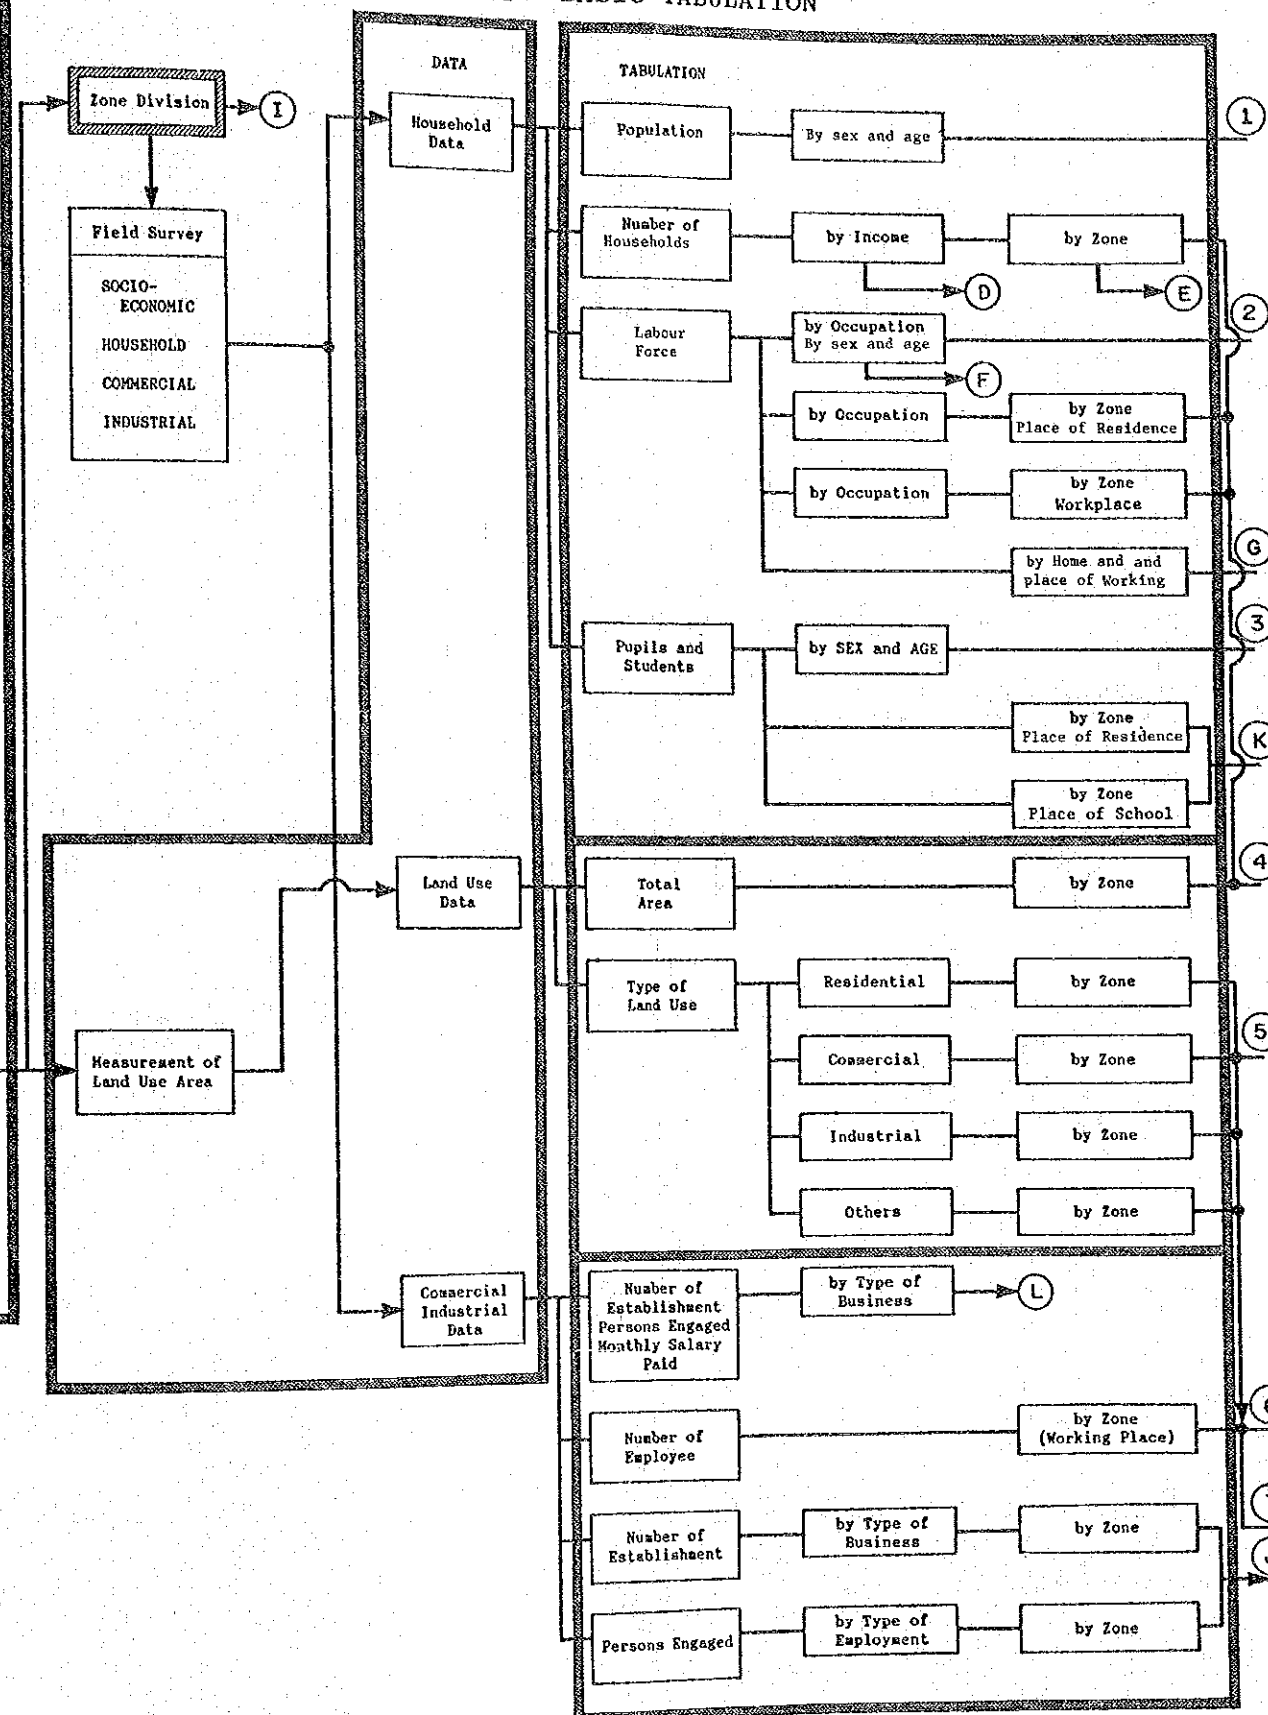 BASIC TABULATION
DATA
TABULATION
Zone Division
I
Field Survey
SOCIO-
ECONOMIC
HOUSEHOLD
COMMERCIAL
INDUSTRIAL
Household
Data
Population
By sex and age
1
Number of
Households
by Income
by Zone
D
E
Labour
Force
by Occupation
By sex and age
2
F
by Occupation
by Zone
Place of Residence
by Occupation
by Zone
Workplace
by Home and and
place of Working
G
Pupils and
Students
by SEX and AGE
3
by Zone
Place of Residence
K
by Zone
Place of School
Land Use
Data
Total
Area
by Zone
4
Type of
Land Use
Residential
by Zone
Measurement of
Land Use Area
Commercial
by Zone
5
Industrial
by Zone
Others
by Zone
Commercial
Industrial
Data
Number of
Establishment
Persons Engaged
Monthly Salary
Paid
by Type of
Business
L
Number of
Employee
by Zone
(Working Place)
6
Number of
Establishment
by Type of
Business
by Zone
Persons Engaged
by Type of
Employment
by Zone